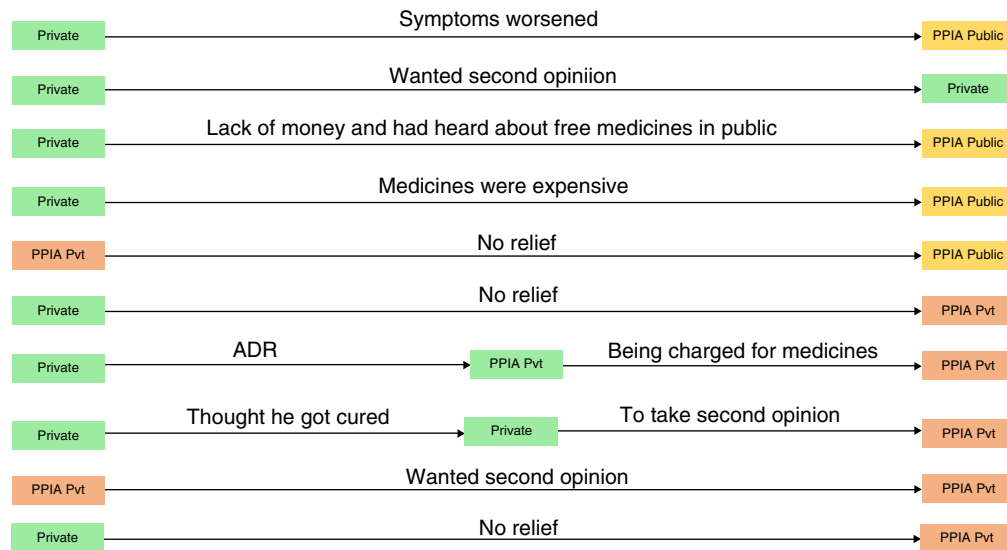 Symptoms worsened
Private
PPIA Public
Wanted second opiniion
Private
Private
Lack of money and had heard about free medicines in public
Private
PPIA Public
Medicines were expensive
Private
PPIA Public
No relief
PPIA Pvt
PPIA Public
No relief
Private
PPIA Pvt
ADR
Being charged for medicines
Private
PPIA Pvt
PPIA Pvt
Thought he got cured
To take second opinion
Private
Private
PPIA Pvt
Wanted second opinion
PPIA Pvt
PPIA Pvt
No relief
Private
PPIA Pvt